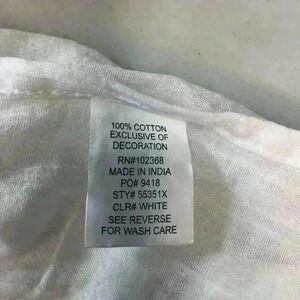 100% COTTON
EXCLUSIVE OF
DECORATION
RN#102368
MADE IN INDIA
PO# 9418
STY# 55351X
CLR# WHITE
SEE REVERSE
FOR WASH CARE